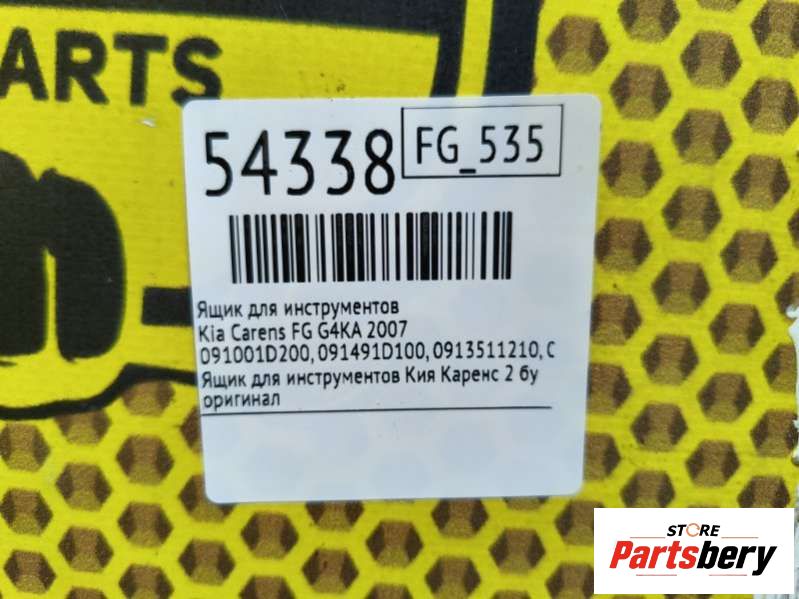 ARTS
54338
FG_535
Ящик для инструментов
Kia Carens FG G4KA 2007
091001D200, 091491D100, 0913511210, C
Ящик для инструментов Кия Каренс 2 бу
оригинал
STORE
Partsbery